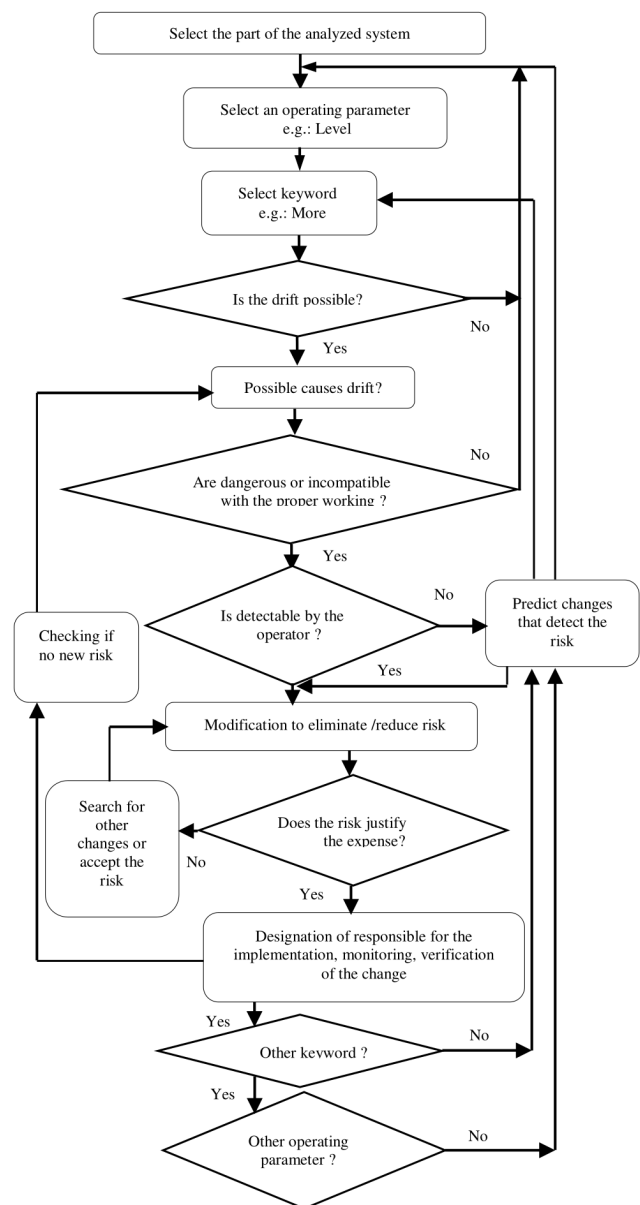 Select the part of the analyzed system
Select an operating parameter
e.g.: Level
Select keyword
e.g.: More
Is the drift possible?
No
Yes
Possible causes drift?
No
Are dangerous or incompatible
with the proper working ?
Yes
No
Is detectable by the
operator ?
Predict changes
that detect the
risk
Checking if
no new risk
Yes
Modification to eliminate /reduce risk
Search for
other
changes or
accept the
risk
Does the risk justify
the expense?
No
Yes
Designation of responsible for the
implementation, monitoring, verification
of the change
Yes
No
Other keyword ?
Yes
No
Other operating
parameter ?